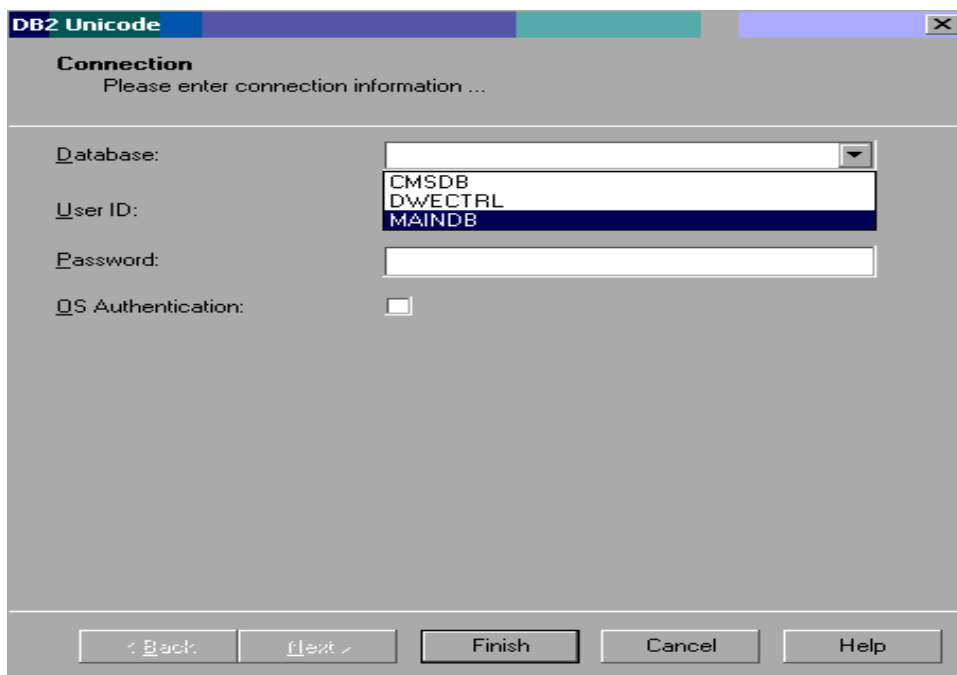 DB2 Unicode
Connection
Please enter connection information ...
Database:
CMSDB
DWECTRL
MAINDB
User ID:
Password:
OS Authentication:
< Back
Next >
Finish
Cancel
Help